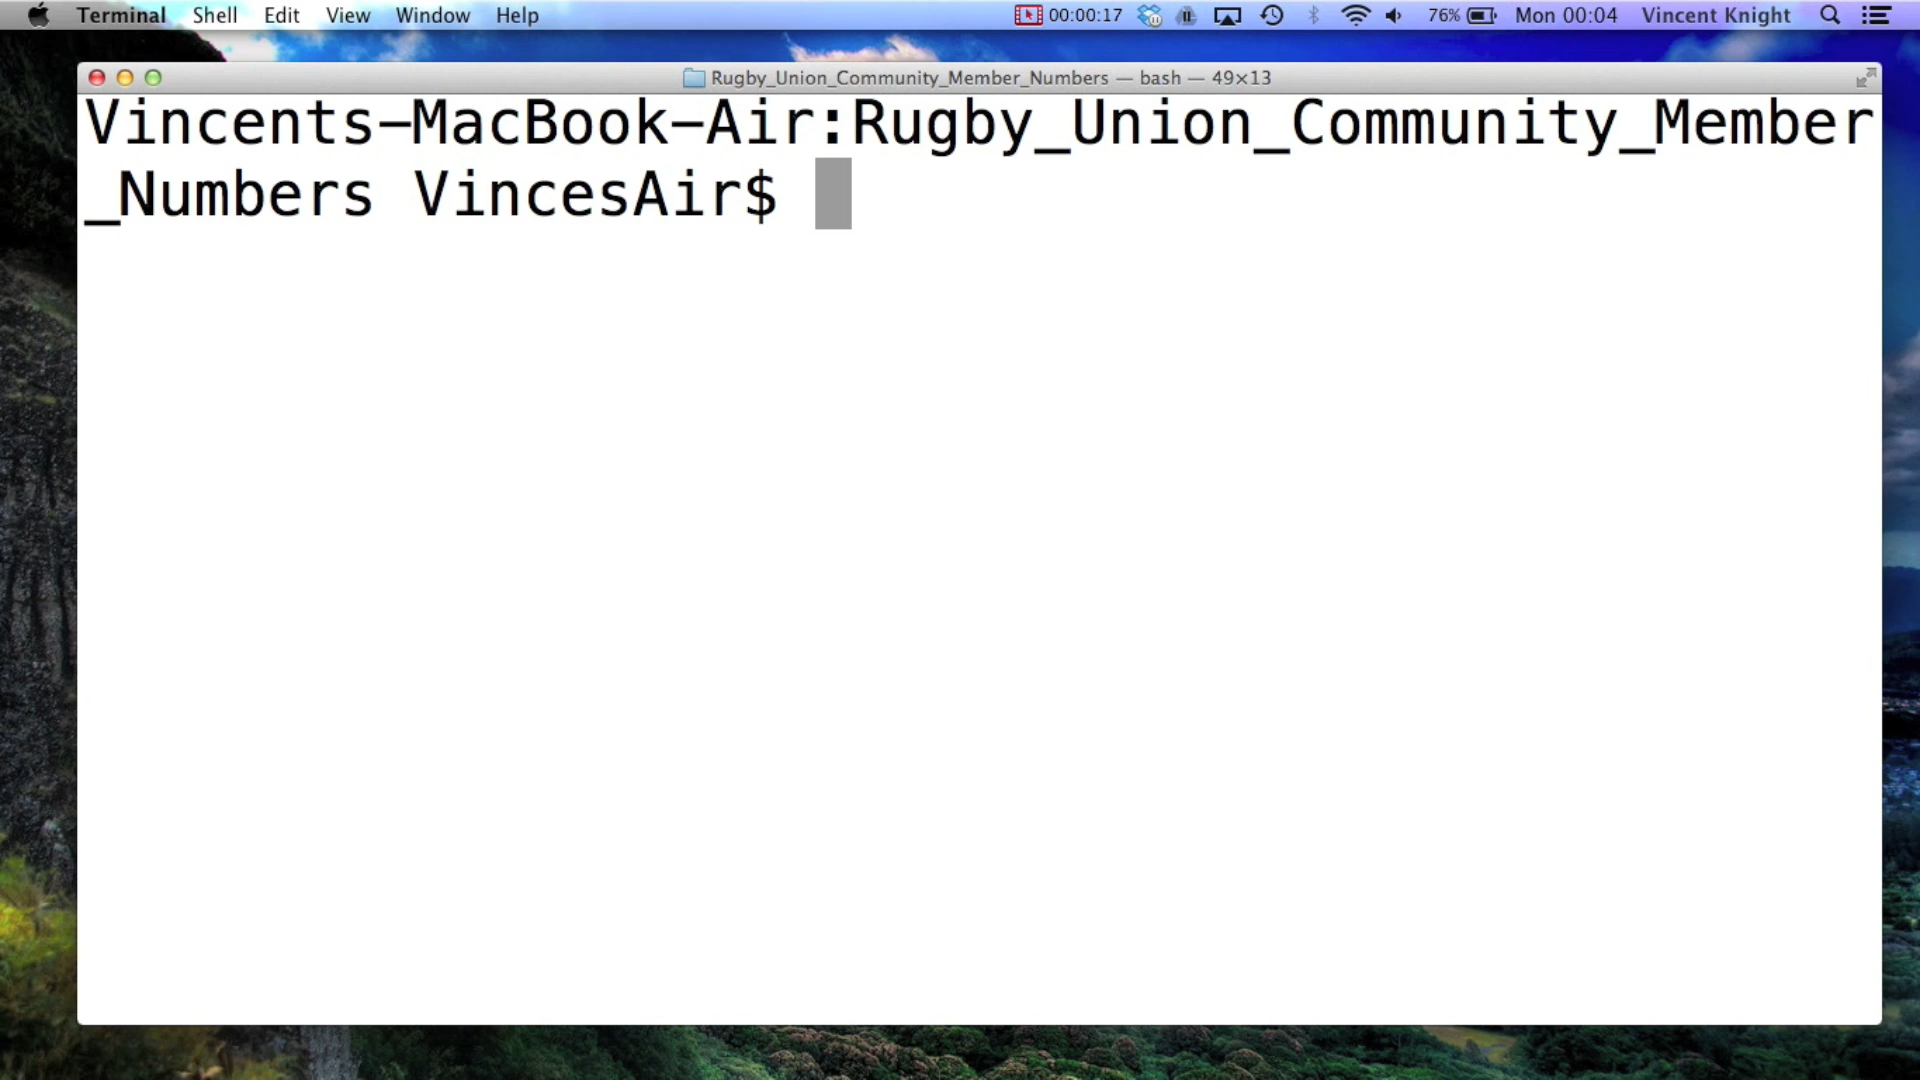 Terminal Shell Edit View Window Help 00:00:17 76% Mon 00:04 Vincent Knight
Rugby_Union_Community_Member_Numbers — bash — 49×13
Vincents-MacBook-Air:Rugby_Union_Community_Member
_Numbers VincesAir$